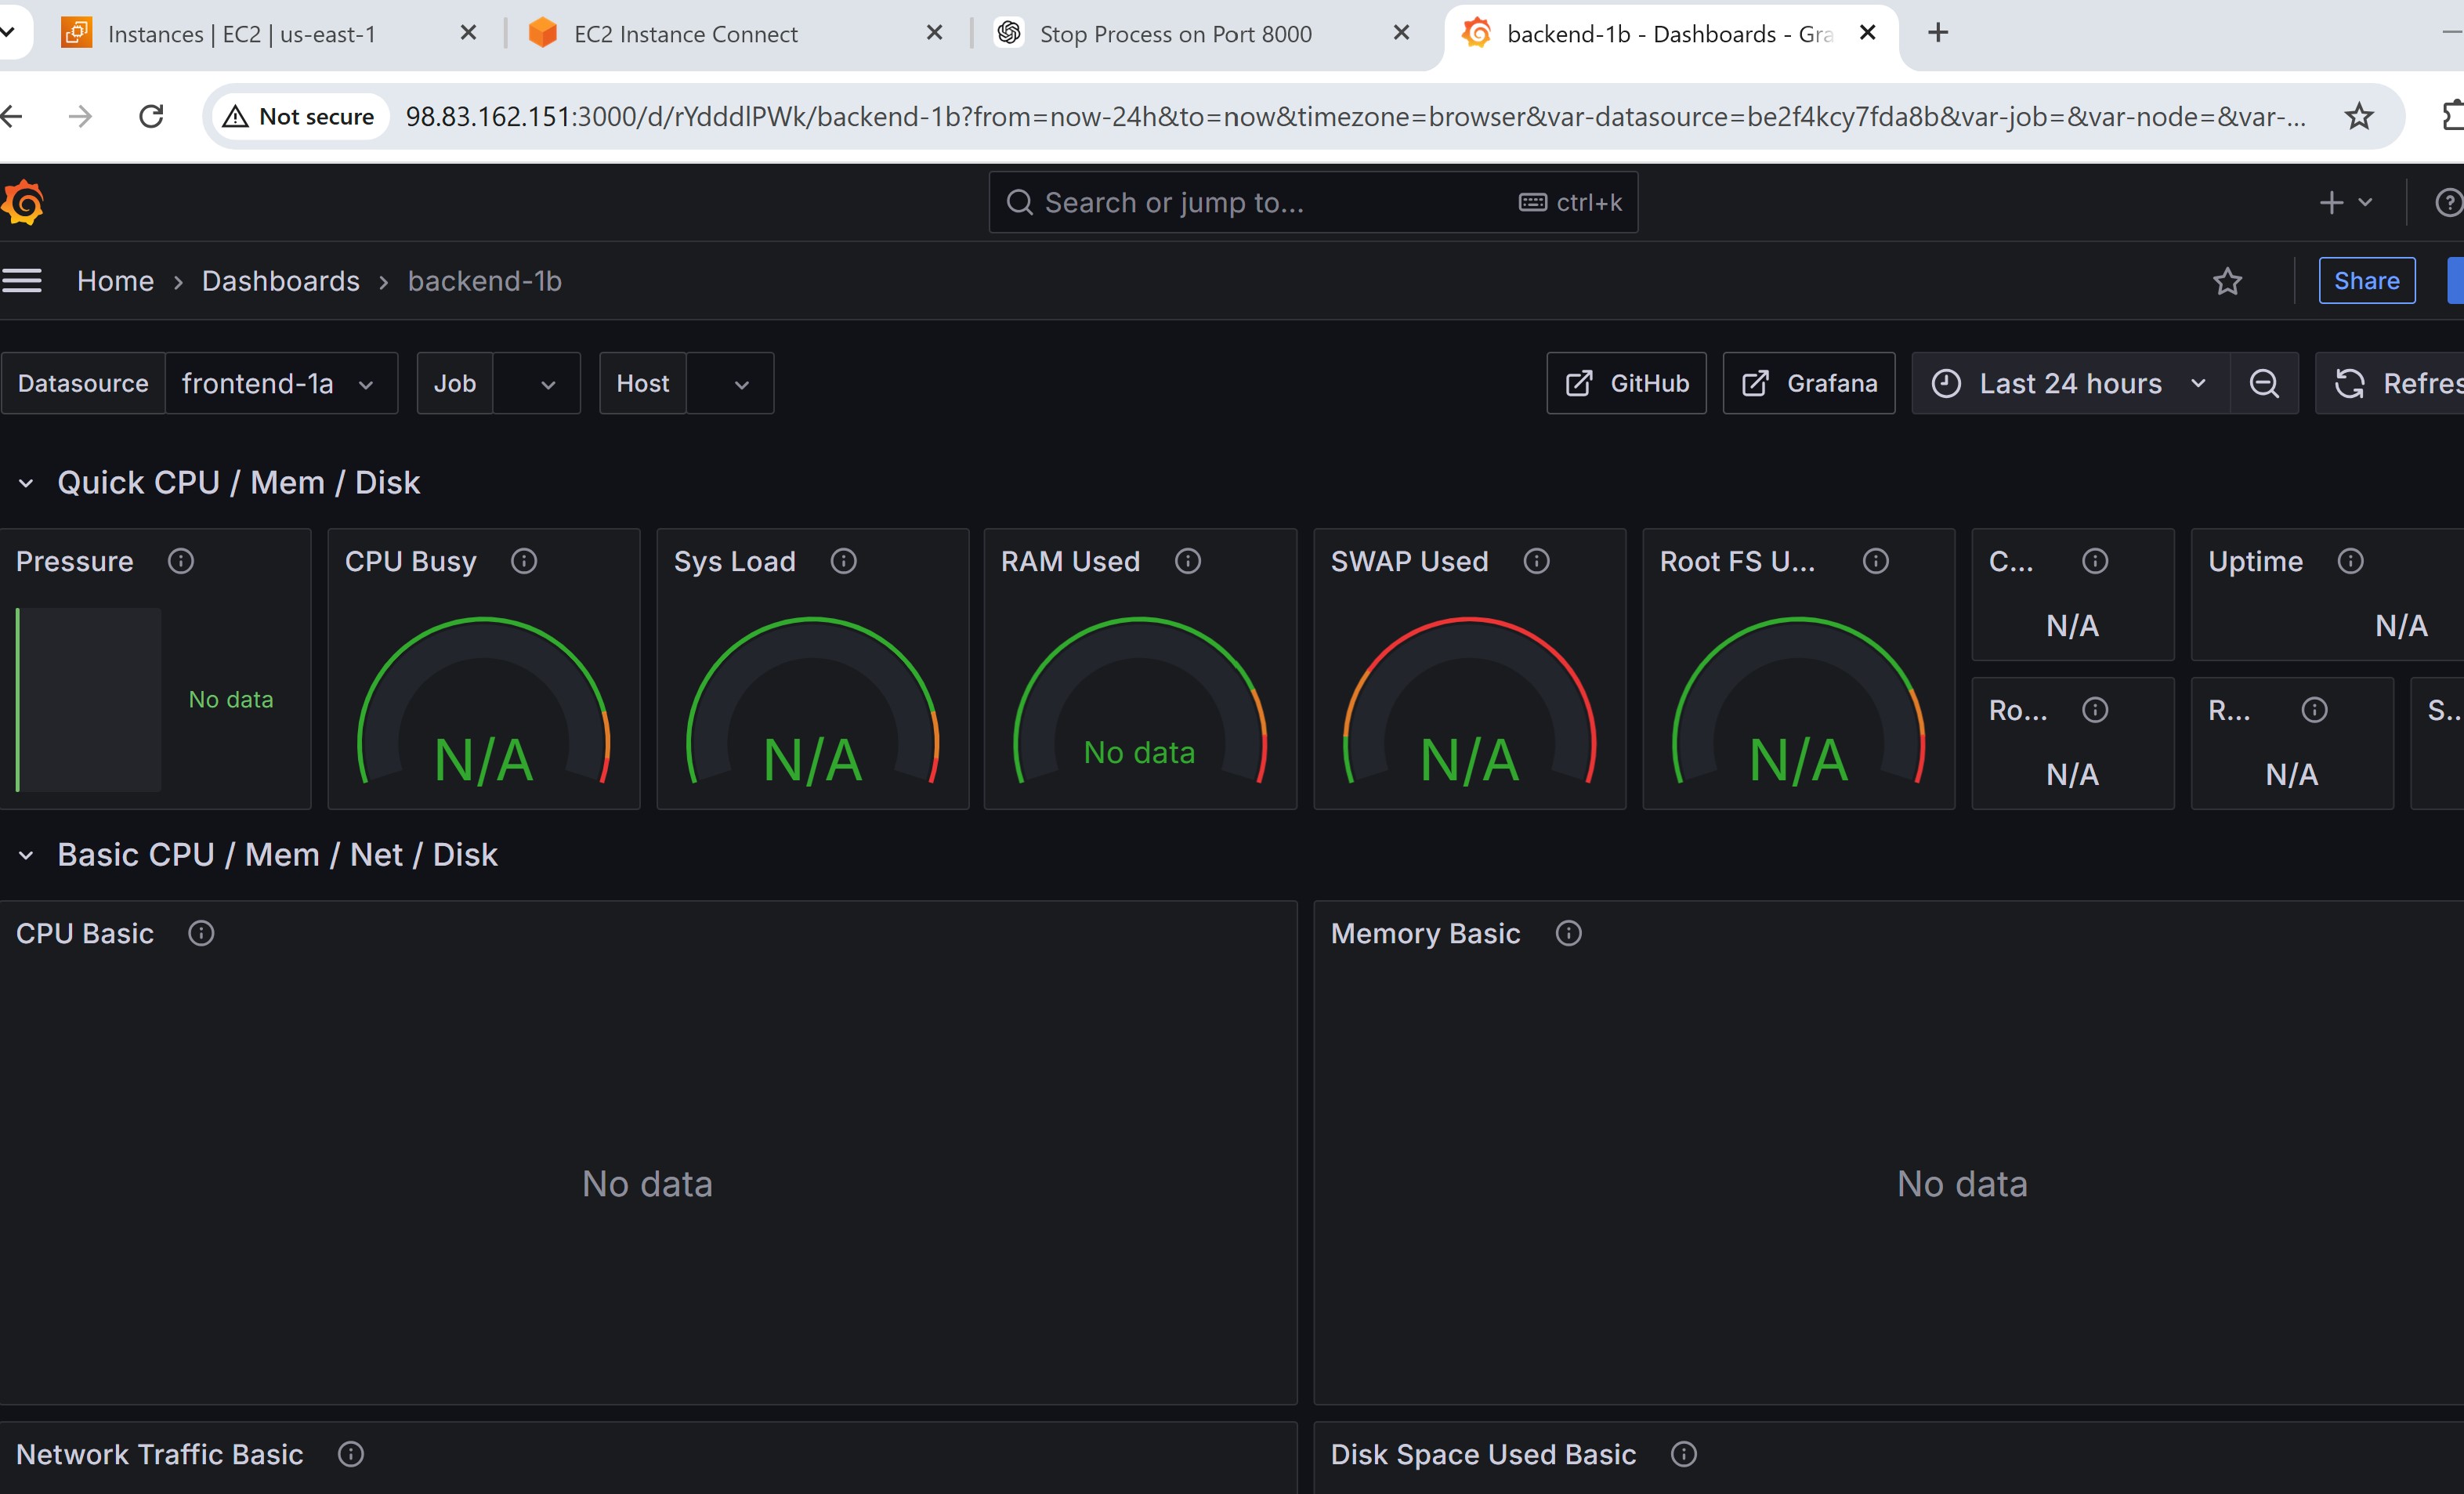 Instances | EC2 | us-east-1
EC2 Instance Connect
Stop Process on Port 8000
backend-1b - Dashboards - Gra
Not secure
98.83.162.151:3000/d/rYdddlPWk/backend-1b?from=now-24h&to=now&timezone=browser&var-datasource=be2f4kcy7fda8b&var-job=&var-node=&var-...
Search or jump to...
ctrl+k
Home › Dashboards › backend-1b
Share
Datasource frontend-1a
Job
Host
GitHub
Grafana
Last 24 hours
Refres
Quick CPU / Mem / Disk
Pressure
No data
CPU Busy
N/A
Sys Load
N/A
RAM Used
No data
SWAP Used
N/A
Root FS U...
N/A
C...
N/A
Uptime
N/A
Ro...
N/A
R...
N/A
S...
Basic CPU / Mem / Net / Disk
CPU Basic
No data
Memory Basic
No data
Network Traffic Basic
Disk Space Used Basic